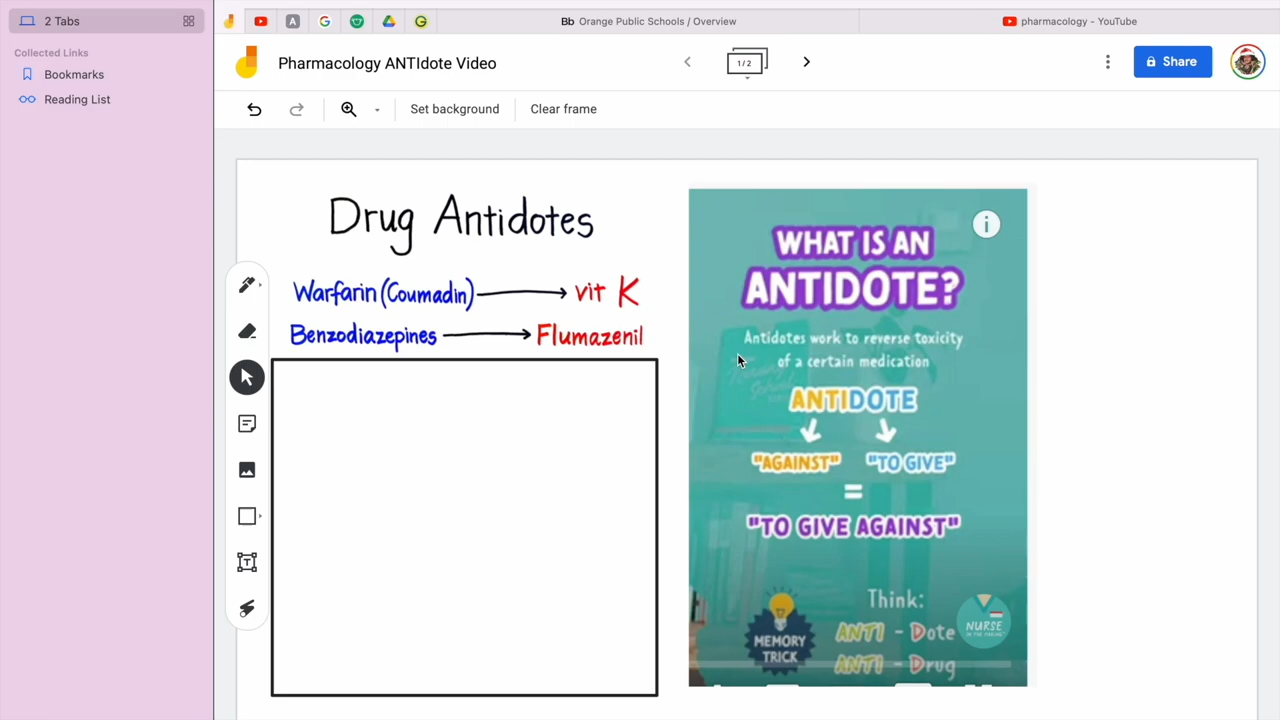 2 Tabs
Collected Links
Bookmarks
Reading List
A
G
Bb Orange Public Schools / Overview
pharmacology - YouTube
Pharmacology ANTIdote Video
1/2
Share
Set background
Clear frame
Drug Antidotes
Warfarin (Coumadin) → vit K
Benzodiazepines → Flumazenil
T
i
WHAT IS AN
ANTIDOTE?
Antidotes work to reverse toxicity
of a certain medication
ANTIDOTE
"AGAINST" "TO GIVE"
=
"TO GIVE AGAINST"
Think:
ANTI - Dote
ANTI - Drug
MEMORY
TRICK
NURSE